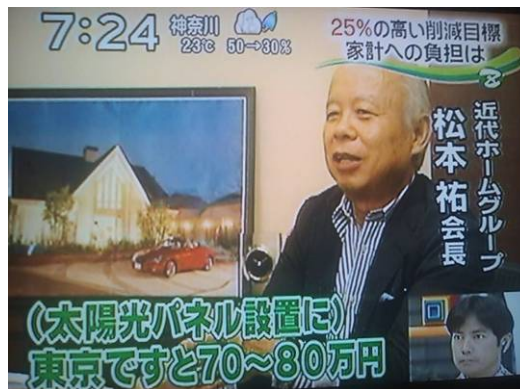 7:24
神奈川
23℃ 50→30%
25%の高い削減目標
家計への負担は
近代ホームグループ
松本 祐会長
(太陽光パネル設置に)
東京ですと70〜80万円